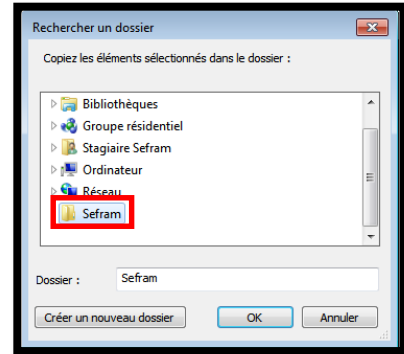 Rechercher un dossier
Copiez les éléments sélectionnés dans le dossier :
Bibliothèques
Groupe résidentiel
Stagiaire Sefram
Ordinateur
Réseau
Sefram
Dossier : Sefram
Créer un nouveau dossier OK Annuler